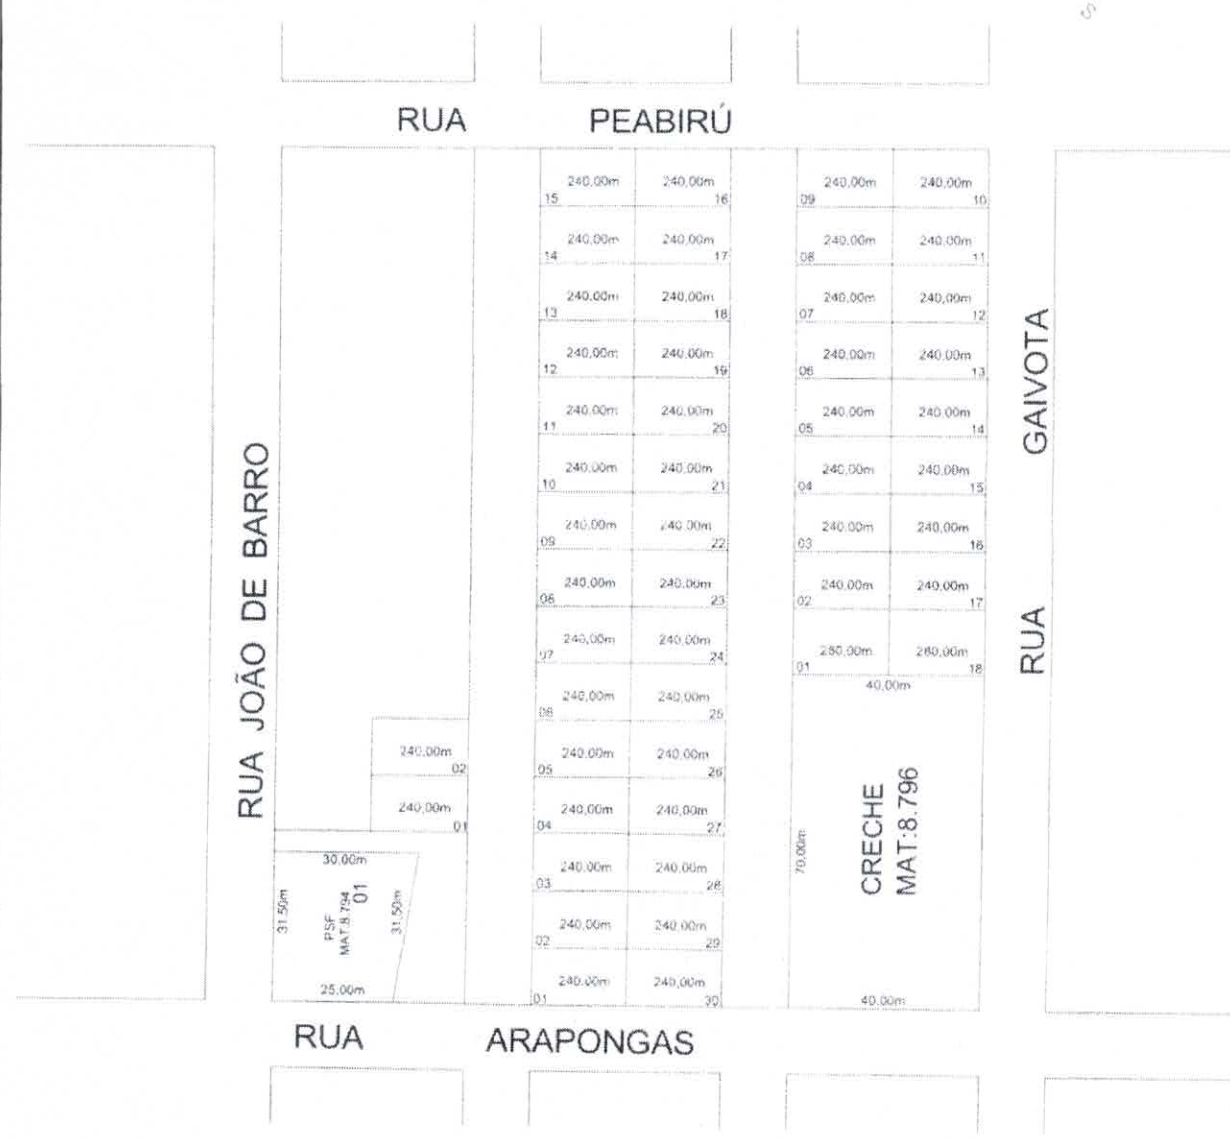 RUA PEABIRÚ
240,00m 240,00m 240,00m 240,00m
15 16 09 10
240,00m 240,00m 240,00m 240,00m
14 17 08 11
240,00m 240,00m 240,00m 240,00m
13 18 07 12
240,00m 240,00m 240,00m 240,00m
12 19 06 13
240,00m 240,00m 240,00m 240,00m
11 20 05 14
240,00m 240,00m 240,00m 240,00m
10 21 04 15
240,00m 240,00m 240,00m 240,00m
09 22 03 16
240,00m 240,00m 240,00m 240,00m
08 23 02 17
240,00m 240,00m 280,00m 280,00m
07 24 01 18
240,00m 240,00m 40,00m
06 25
240,00m 240,00m 240,00m
02 05 26
240,00m 240,00m 240,00m
01 04 27
240,00m 240,00m
03 28
240,00m 240,00m
02 29
240,00m 240,00m
01 30
RUA JOÃO DE BARRO
30,00m
31,50m
PSF
MAT:8.794
01
31,50m
25,00m
70,00m
CRECHE
MAT:8.796
40,00m
RUA GAIVOTA
RUA ARAPONGAS